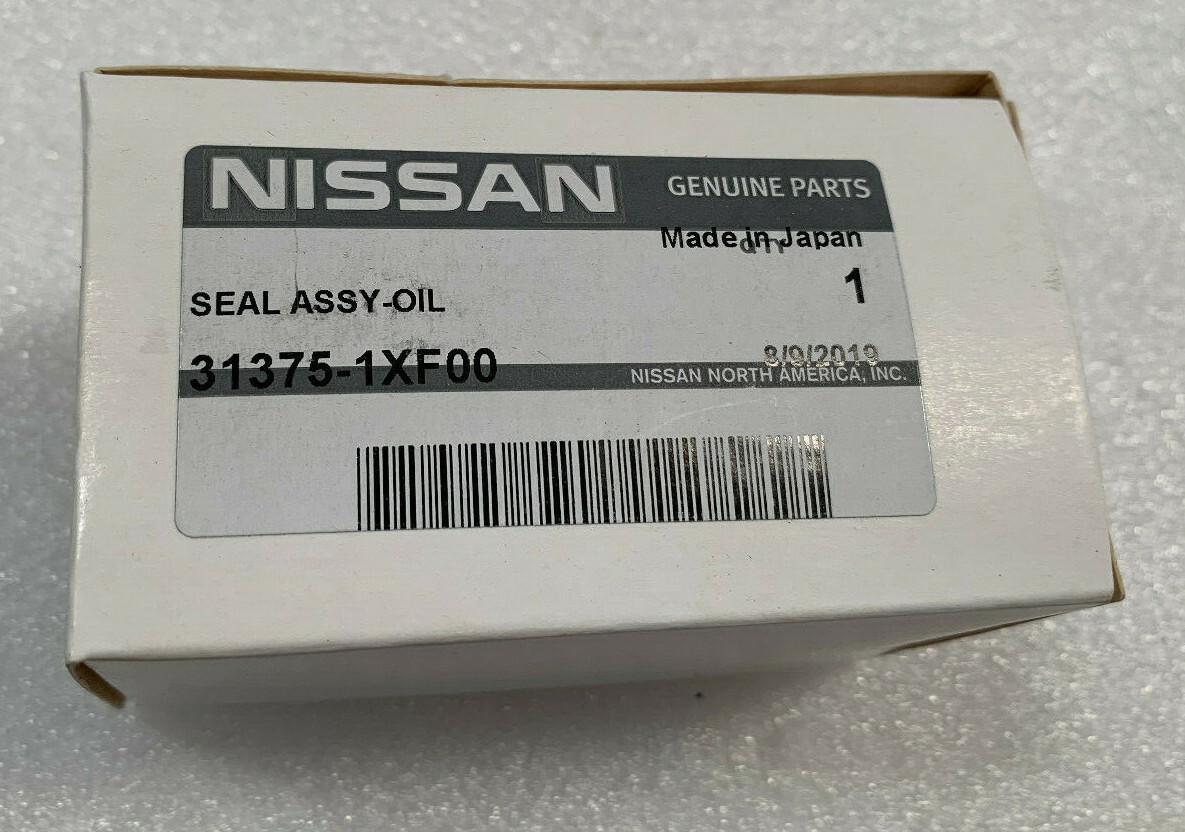 NISSAN GENUINE PARTS
Made in Japan
1
SEAL ASSY-OIL
8/9/2019
31375-1XF00
NISSAN NORTH AMERICA, INC.